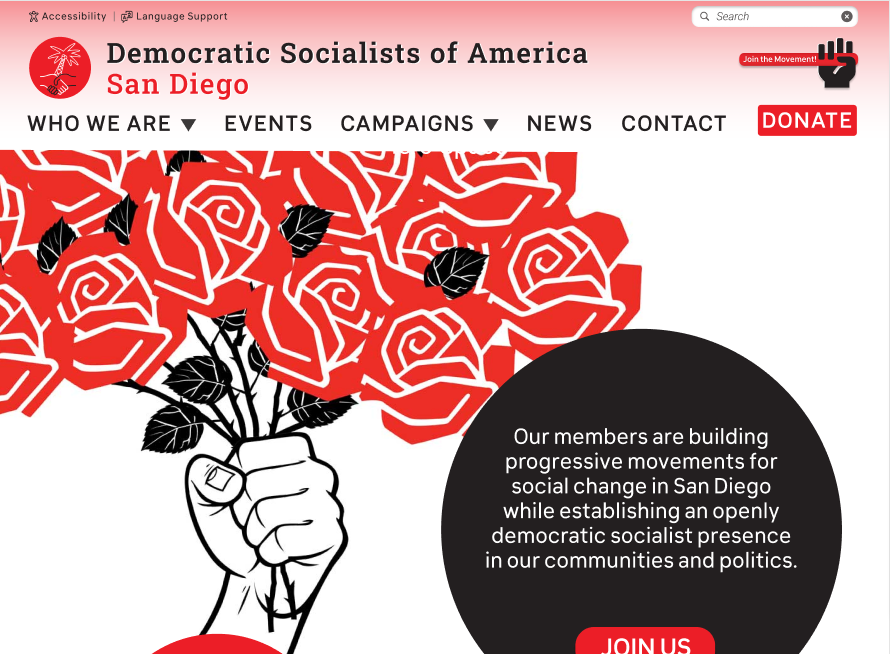 Accessibility | Language Support
Search
Democratic Socialists of America
San Diego
Join the Movement!
WHO WE ARE ▼ EVENTS CAMPAIGNS ▼ NEWS CONTACT DONATE
Our members are building
progressive movements for
social change in San Diego
while establishing an openly
democratic socialist presence
in our communities and politics.
JOIN US